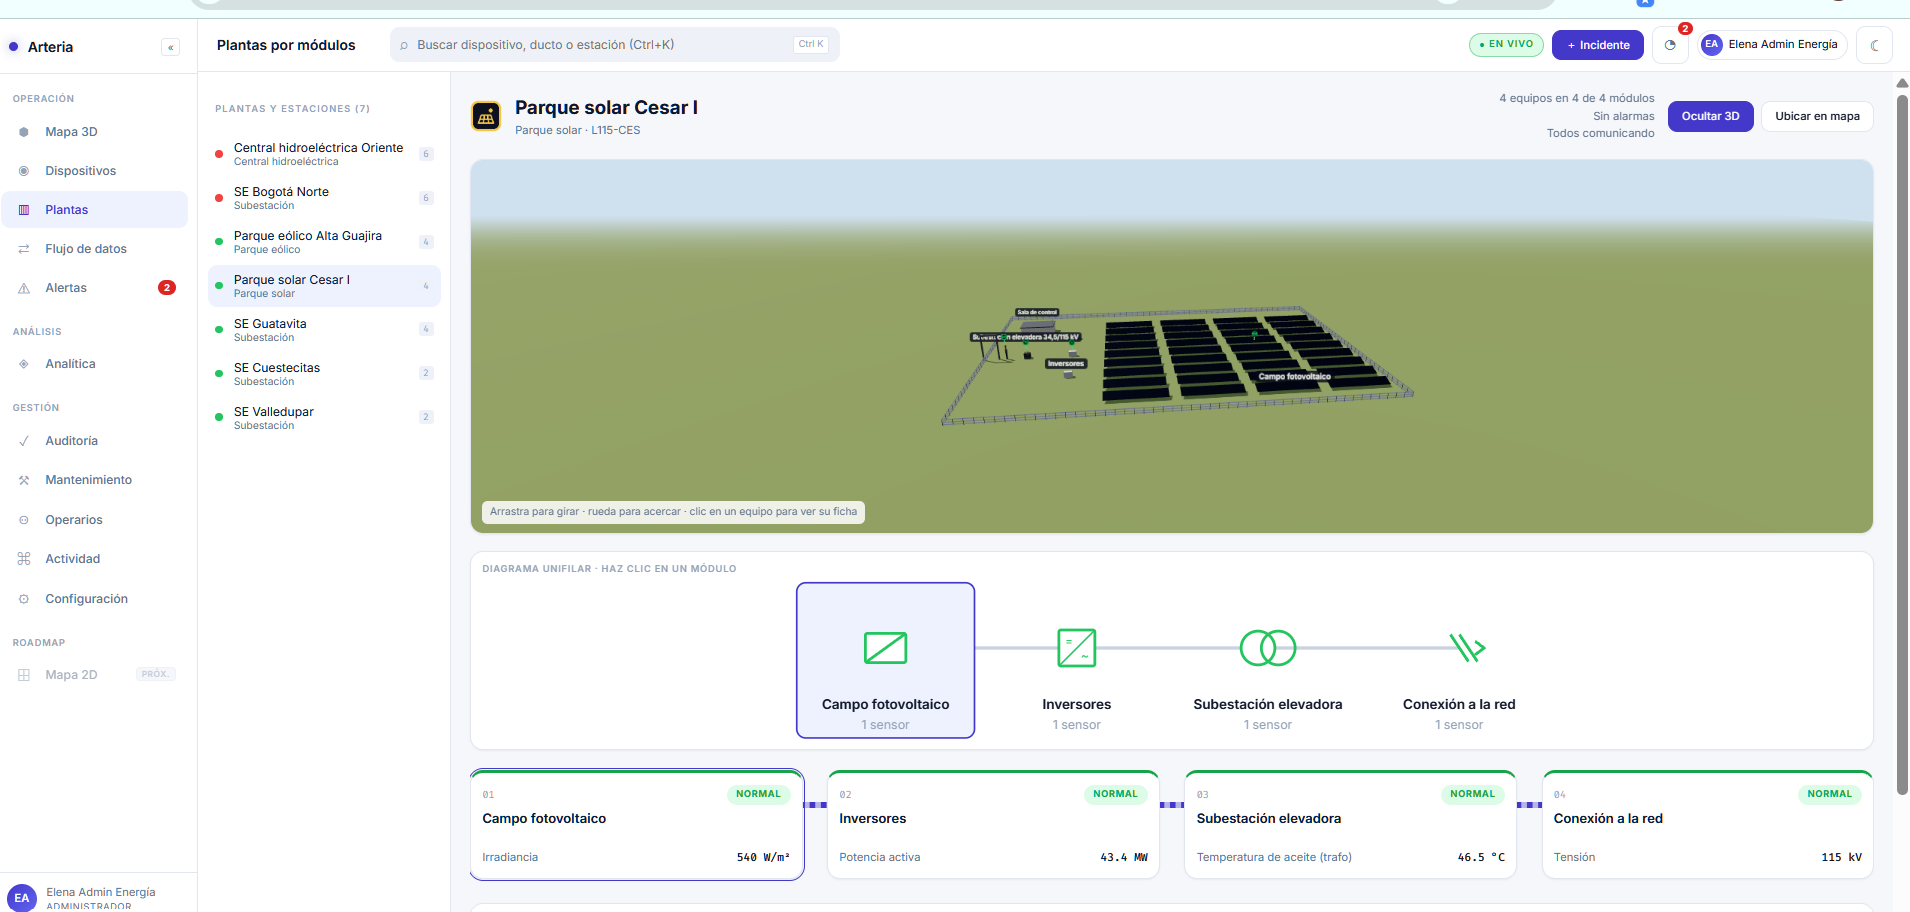 Arteria
«
OPERACIÓN
Mapa 3D
Dispositivos
Plantas
Flujo de datos
Alertas
2
ANÁLISIS
Analítica
GESTIÓN
Auditoría
Mantenimiento
Operarios
Actividad
Configuración
ROADMAP
Mapa 2D
PRÓX.
EA
Elena Admin Energía
ADMINISTRADOR
Plantas por módulos
Buscar dispositivo, ducto o estación (Ctrl+K)
Ctrl K
EN VIVO
+ Incidente
2
EA
Elena Admin Energía
PLANTAS Y ESTACIONES (7)
Central hidroeléctrica Oriente
Central hidroeléctrica
6
SE Bogotá Norte
Subestación
6
Parque eólico Alta Guajira
Parque eólico
4
Parque solar Cesar I
Parque solar
4
SE Guatavita
Subestación
4
SE Cuestecitas
Subestación
2
SE Valledupar
Subestación
2
Parque solar Cesar I
Parque solar · L115-CES
4 equipos en 4 de 4 módulos
Sin alarmas
Todos comunicando
Ocultar 3D
Ubicar en mapa
Sala de control
elevadora 34,5/115 kV
Inversores
Campo fotovoltaico
Arrastra para girar · rueda para acercar · clic en un equipo para ver su ficha
DIAGRAMA UNIFILAR · HAZ CLIC EN UN MÓDULO
= ~
Campo fotovoltaico
1 sensor
Inversores
1 sensor
Subestación elevadora
1 sensor
Conexión a la red
1 sensor
01
NORMAL
Campo fotovoltaico
Irradiancia
540 W/m²
02
NORMAL
Inversores
Potencia activa
43.4 MW
03
NORMAL
Subestación elevadora
Temperatura de aceite (trafo)
46.5 °C
04
NORMAL
Conexión a la red
Tensión
115 kV